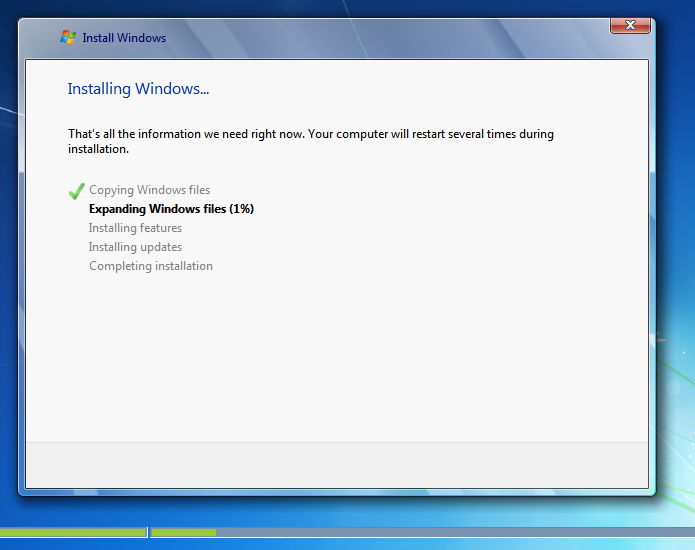 Install Windows
Installing Windows...
That's all the information we need right now. Your computer will restart several times during
installation.
Copying Windows files
Expanding Windows files (1%)
Installing features
Installing updates
Completing installation